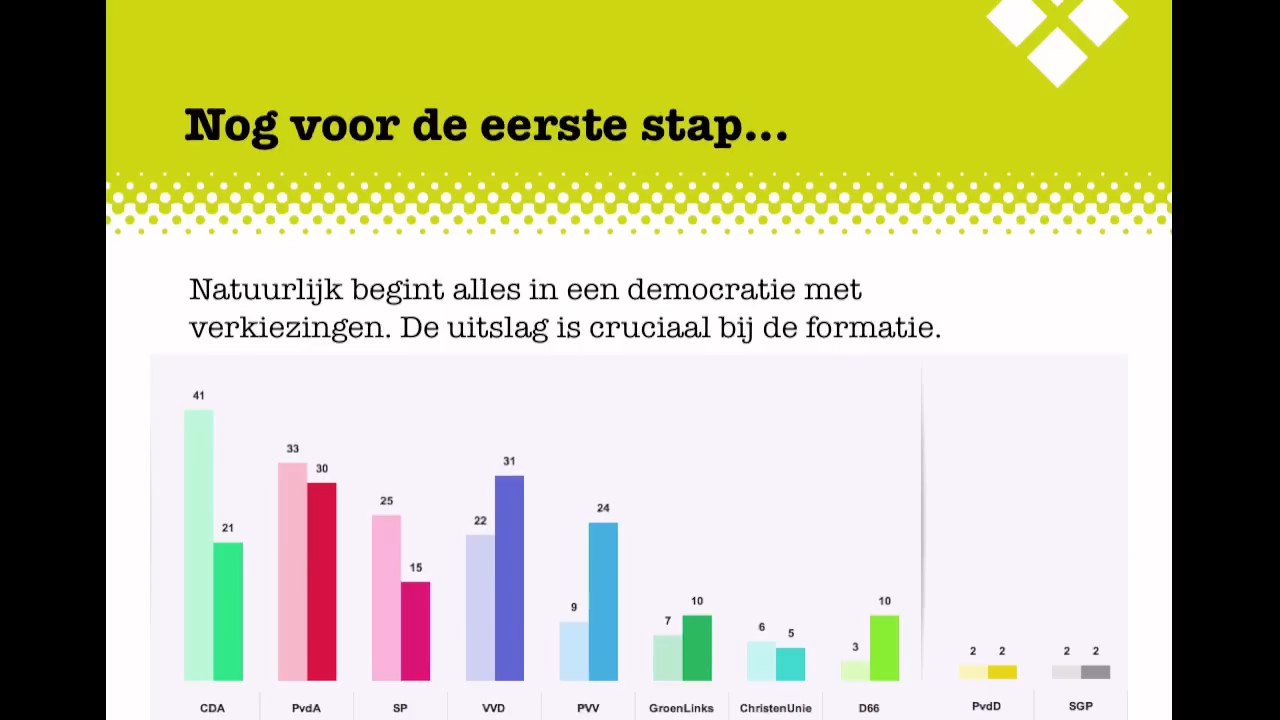 Nog voor de eerste stap...
Natuurlijk begint alles in een democratie met
verkiezingen. De uitslag is cruciaal bij de formatie.
41 21 33 30 25 15 22 31 9 24 7 10 6 5 3 10 2 2 2 2
CDA PvdA SP VVD PVV GroenLinks ChristenUnie D66 PvdD SGP